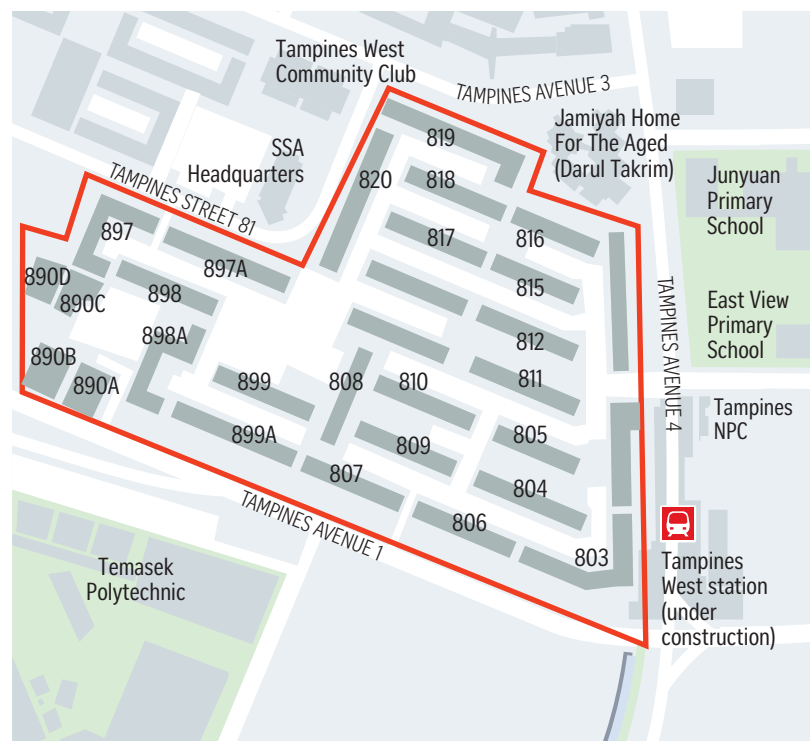 Tampines West
Community Club
TAMPINES AVENUE 3
Jamiyah Home
For The Aged
(Darul Takrim)
SSA
Headquarters
TAMPINES STREET 81
819
820
818
817
816
815
812
811
Junyuan
Primary
School
East View
Primary
School
TAMPINES AVENUE 4
897
897A
890D
890C
898
898A
890B
890A
899
899A
808
810
809
807
805
804
806
803
Tampines
NPC
TAMPINES AVENUE 1
Temasek
Polytechnic
Tampines
West station
(under
construction)